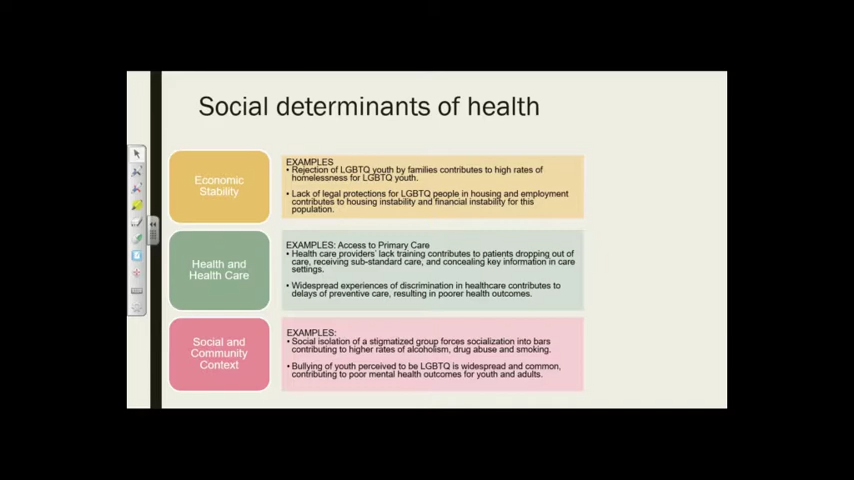 Social determinants of health
Economic
Stability
EXAMPLES
• Rejection of LGBTQ youth by families contributes to high rates of
homelessness for LGBTQ youth.
• Lack of legal protections for LGBTQ people in housing and employment
contributes to housing instability and financial instability for this
population.
Health and
Health Care
EXAMPLES: Access to Primary Care
• Health care providers' lack training contributes to patients dropping out of
care, receiving sub-standard care, and concealing key information in care
settings.
• Widespread experiences of discrimination in healthcare contributes to
delays of preventive care, resulting in poorer health outcomes.
Social and
Community
Context
EXAMPLES:
• Social isolation of a stigmatized group forces socialization into bars
contributing to higher rates of alcoholism, drug abuse and smoking.
• Bullying of youth perceived to be LGBTQ is widespread and common,
contributing to poor mental health outcomes for youth and adults.